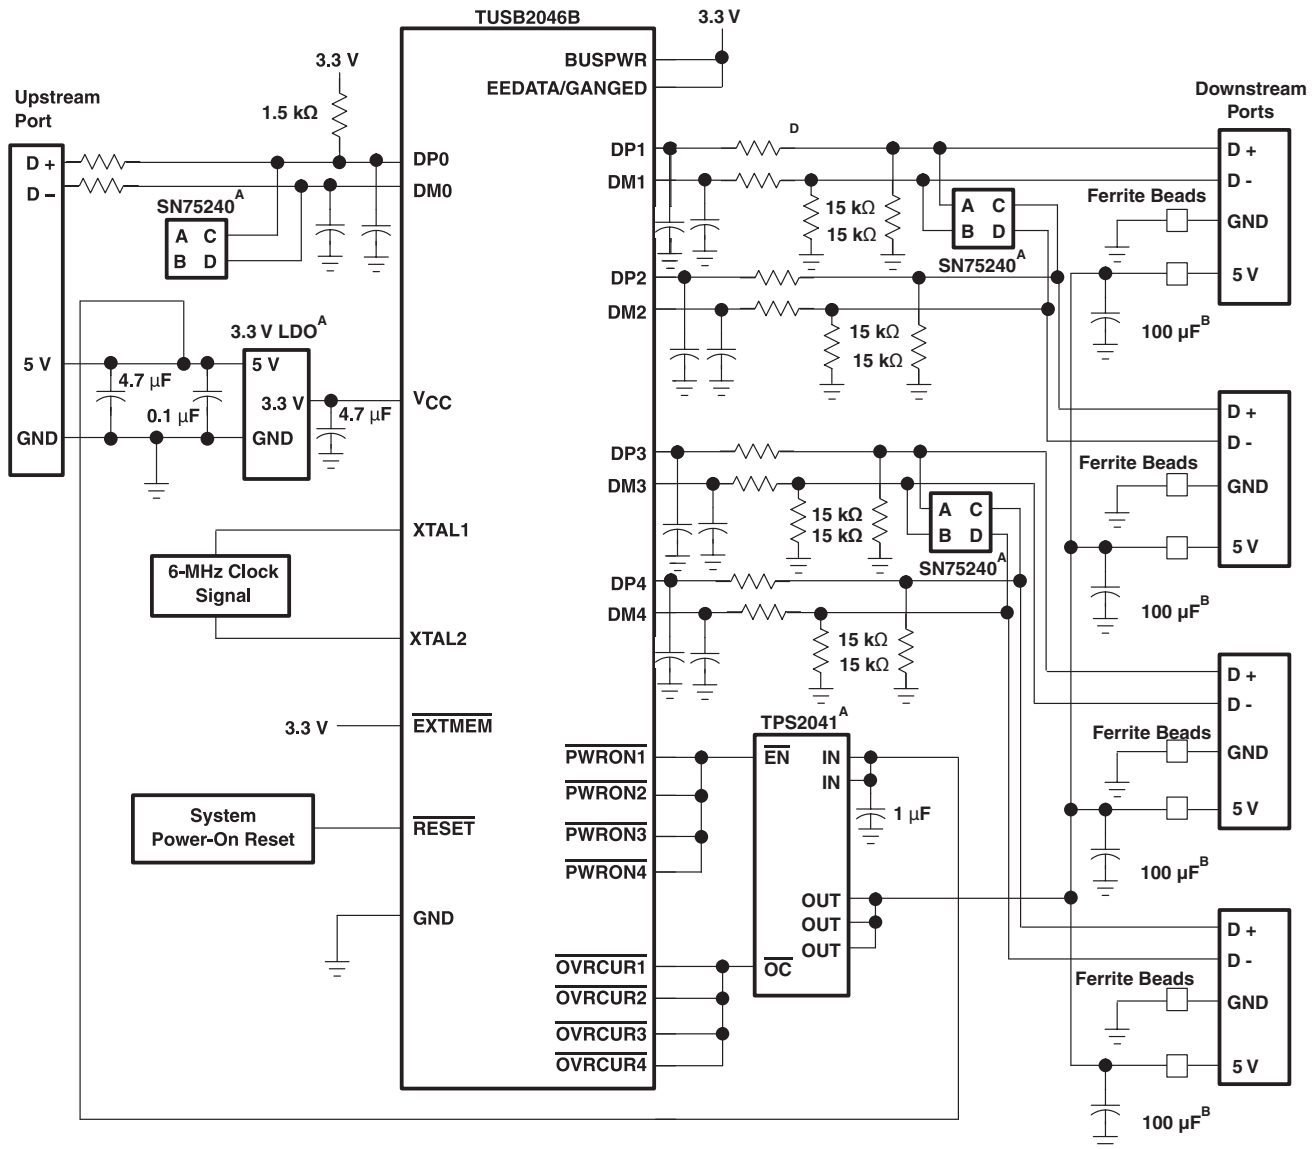 TUSB2046B
3.3 V
BUSPWR
EEDATA/GANGED
3.3 V
1.5 kΩ
Upstream
Port
D +
D –
DP0
DM0
SN75240A
A C
B D
3.3 V LDOA
5 V
GND
4.7 μF
0.1 μF
5 V
3.3 V
GND
4.7 μF
VCC
XTAL1
6-MHz Clock
Signal
XTAL2
3.3 V
EXTMEM
System
Power-On Reset
RESET
GND
DP1
DM1
D
15 kΩ
15 kΩ
A C
B D
SN75240A
DP2
DM2
15 kΩ
15 kΩ
DP3
DM3
15 kΩ
15 kΩ
A C
B D
SN75240A
DP4
DM4
15 kΩ
15 kΩ
PWRON1
PWRON2
PWRON3
PWRON4
OVRCUR1
OVRCUR2
OVRCUR3
OVRCUR4
TPS2041A
EN
IN
IN
1 μF
OUT
OUT
OUT
OC
Downstream
Ports
D +
D -
Ferrite Beads
GND
5 V
100 μFB
D +
D -
Ferrite Beads
GND
5 V
100 μFB
D +
D -
Ferrite Beads
GND
5 V
100 μFB
D +
D -
Ferrite Beads
GND
5 V
100 μFB